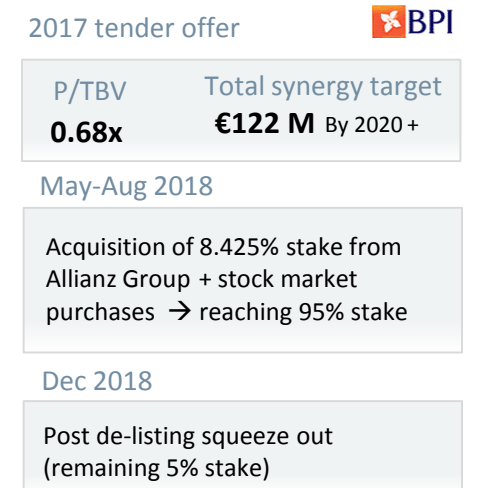 2017 tender offer
BPI
P/TBV
0.68x
Total synergy target
€122 M By 2020 +
May-Aug 2018
Acquisition of 8.425% stake from
Allianz Group + stock market
purchases → reaching 95% stake
Dec 2018
Post de-listing squeeze out
(remaining 5% stake)